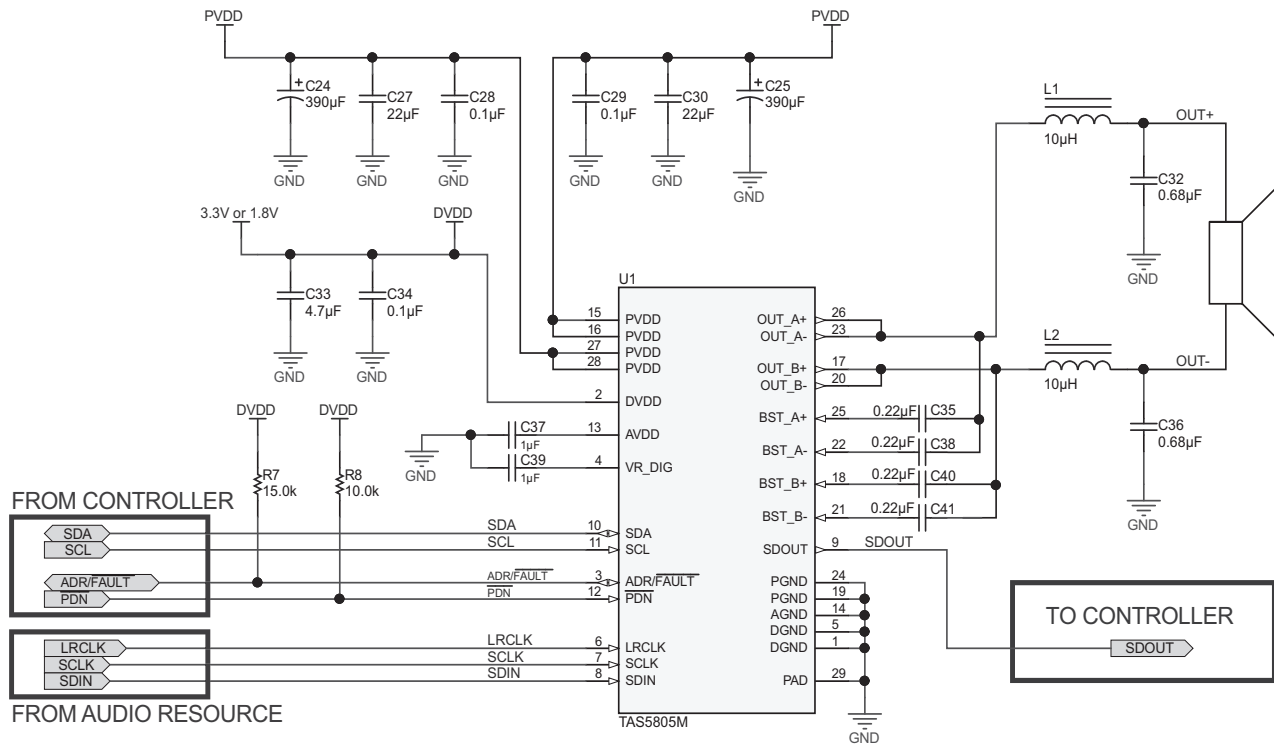 PVDD
PVDD
C24
390µF
C27
22µF
C28
0.1µF
C29
0.1µF
C30
22µF
C25
390µF
GND
GND
GND
GND
GND
GND
L1
10µH
OUT+
C32
0.68µF
GND
3.3V or 1.8V
DVDD
C33
4.7µF
C34
0.1µF
GND
GND
U1
15
PVDD
16
PVDD
27
PVDD
28
PVDD
2
DVDD
13
AVDD
4
VR_DIG
10
SDA
11
SCL
3
ADR/FAULT
12
PDN
6
LRCLK
7
SCLK
8
SDIN
OUT_A+
26
OUT_A-
23
OUT_B+
17
OUT_B-
20
BST_A+
25
BST_A-
22
BST_B+
18
BST_B-
21
SDOUT
9
PGND
24
PGND
19
AGND
14
DGND
5
DGND
1
PAD
29
TAS5805M
0.22µF C35
0.22µF C38
0.22µF C40
0.22µF C41
SDOUT
L2
10µH
OUT-
C36
0.68µF
GND
GND
DVDD
DVDD
R7
15.0k
R8
10.0k
C37
1µF
C39
1µF
GND
FROM CONTROLLER
SDA
SCL
ADR/FAULT
PDN
SDA
SCL
ADR/FAULT
PDN
LRCLK
SCLK
SDIN
LRCLK
SCLK
SDIN
FROM AUDIO RESOURCE
TO CONTROLLER
SDOUT